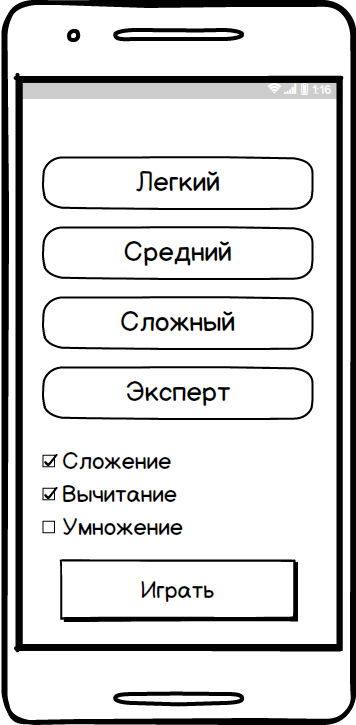 1:16
Легкий
Средний
Сложный
Эксперт
Сложение
Вычитание
Умножение
Играть